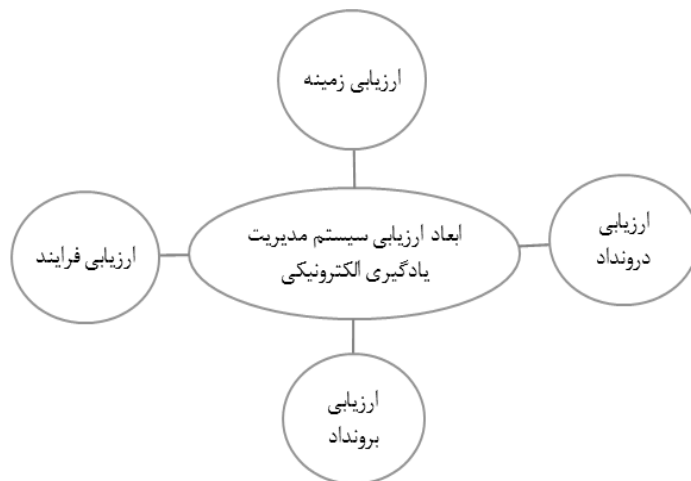 ارزیابی زمینه
ارزیابی
درونداد
ابعاد ارزیابی سیستم مدیریت
یادگیری الکترونیکی
ارزیابی فرایند
ارزیابی
برونداد